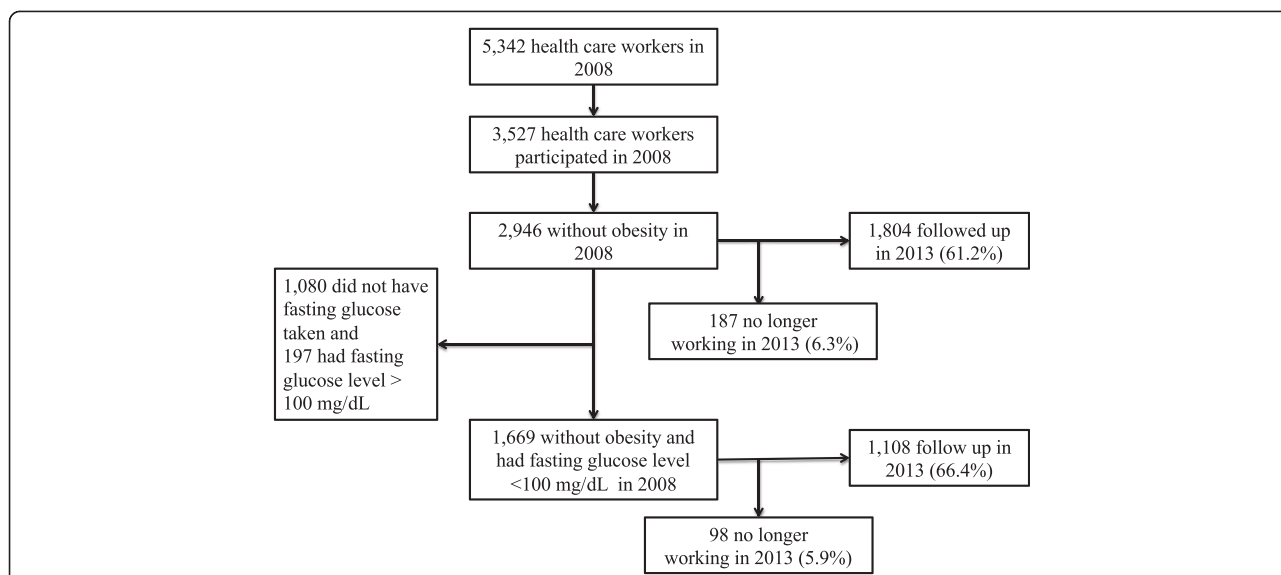 5,342 health care workers in
2008
3,527 health care workers
participated in 2008
2,946 without obesity in
2008
1,804 followed up
in 2013 (61.2%)
187 no longer
working in 2013 (6.3%)
1,080 did not have
fasting glucose
taken and
197 had fasting
glucose level >
100 mg/dL
1,669 without obesity and
had fasting glucose level
<100 mg/dL in 2008
1,108 follow up in
2013 (66.4%)
98 no longer
working in 2013 (5.9%)